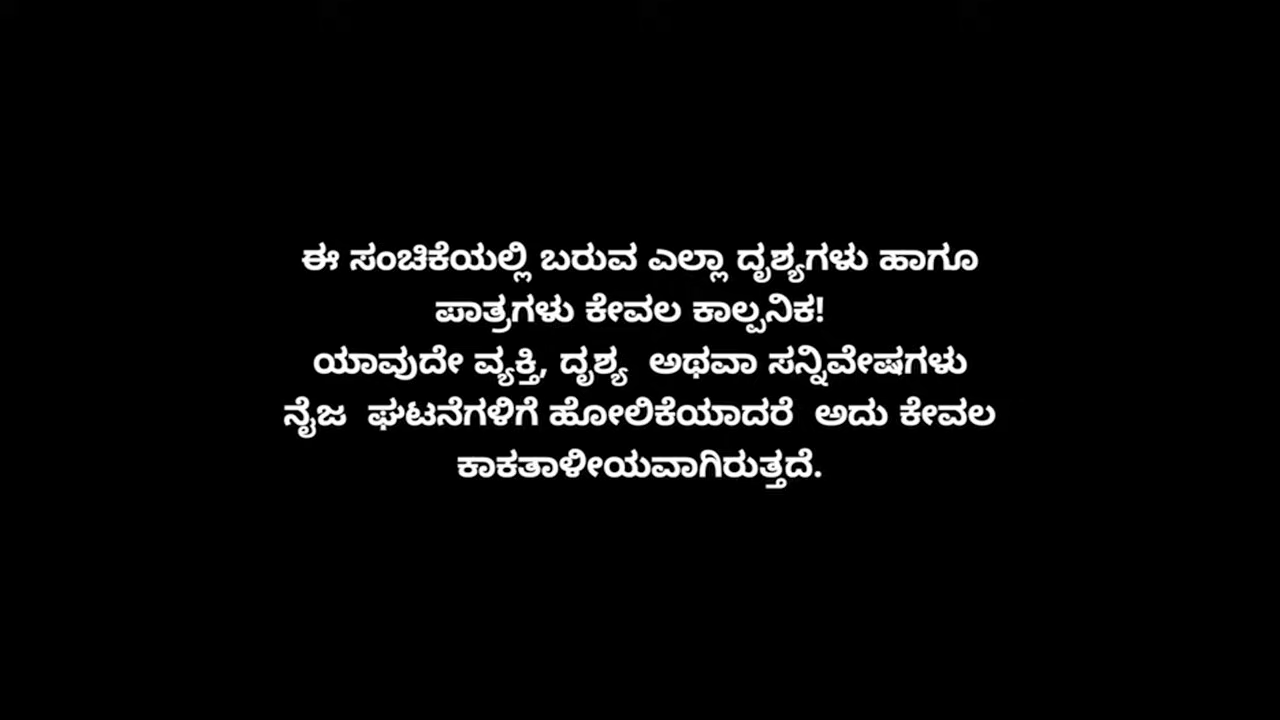 ಈ ಸಂಚಿಕೆಯಲ್ಲಿ ಬರುವ ಎಲ್ಲಾ ದೃಶ್ಯಗಳು ಹಾಗೂ
ಪಾತ್ರಗಳು ಕೇವಲ ಕಾಲ್ಪನಿಕ!
ಯಾವುದೇ ವ್ಯಕ್ತಿ, ದೃಶ್ಯ ಅಥವಾ ಸನ್ನಿವೇಷಗಳು
ನೈಜ ಘಟನೆಗಳಿಗೆ ಹೋಲಿಕೆಯಾದರೆ ಅದು ಕೇವಲ
ಕಾಕತಾಳೀಯವಾಗಿರುತ್ತದೆ.